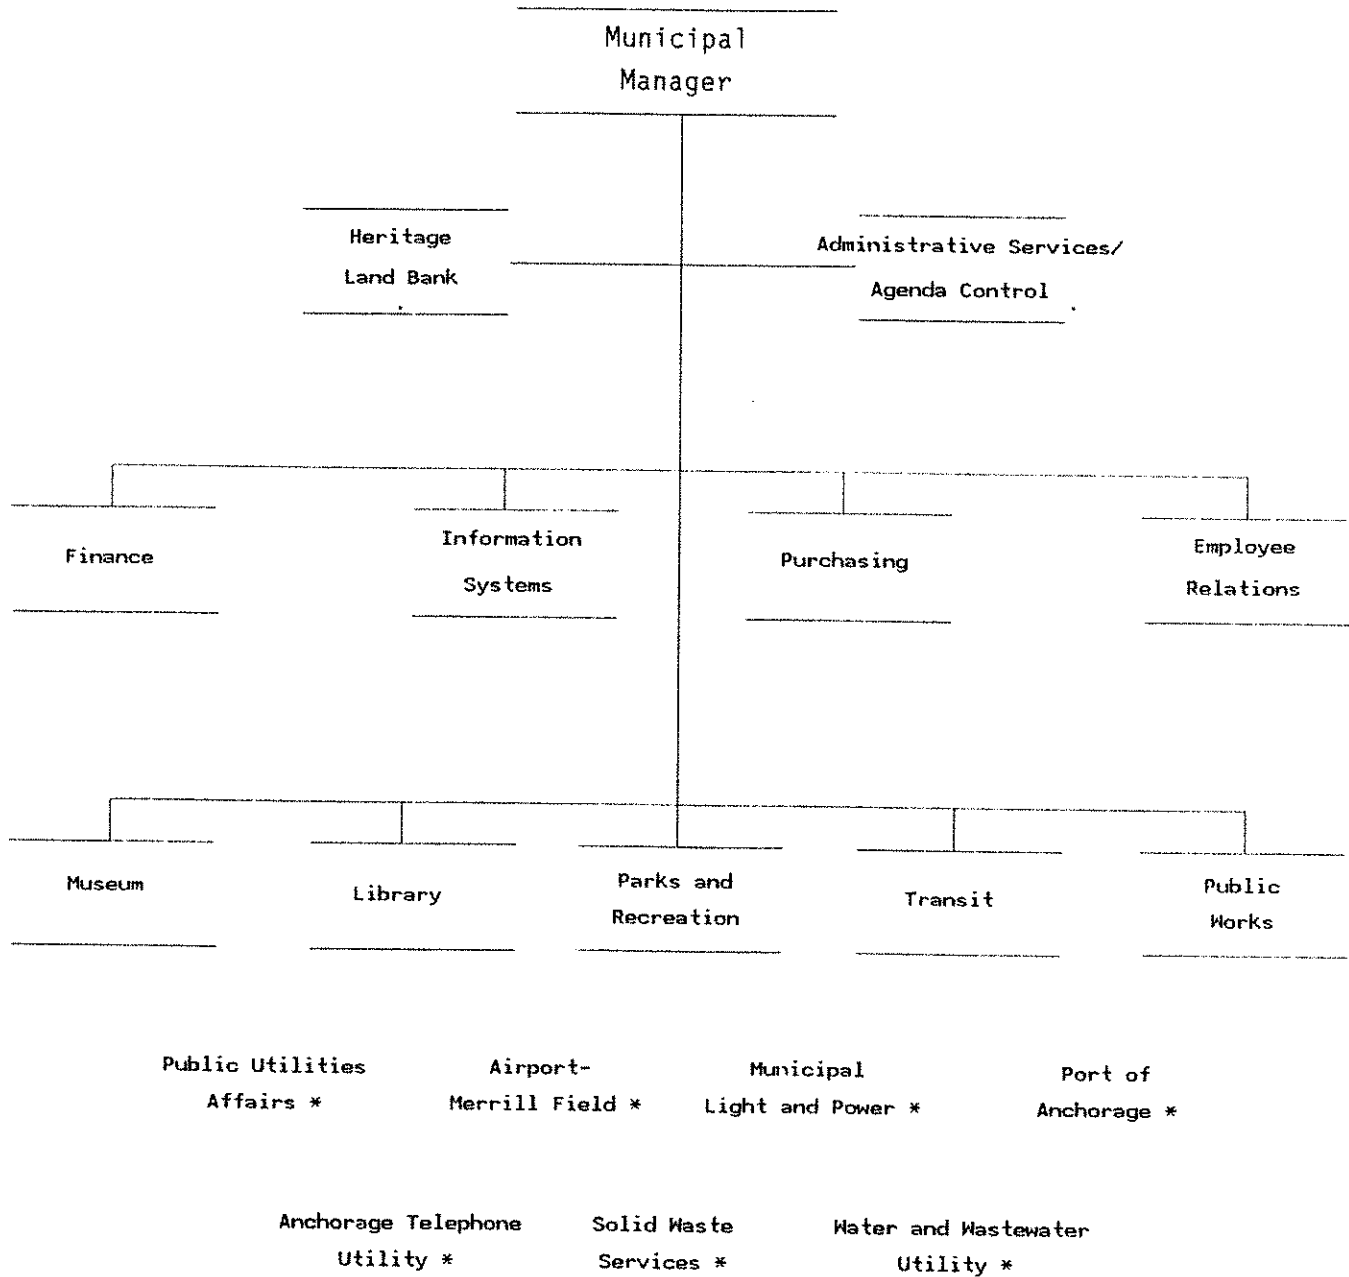 Municipal
Manager
Heritage
Land Bank
Administrative Services/
Agenda Control
Finance
Information
Systems
Purchasing
Employee
Relations
Museum
Library
Parks and
Recreation
Transit
Public
Works
Public Utilities
Affairs *
Airport-
Merrill Field *
Municipal
Light and Power *
Port of
Anchorage *
Anchorage Telephone
Utility *
Solid Waste
Services *
Water and Wastewater
Utility *